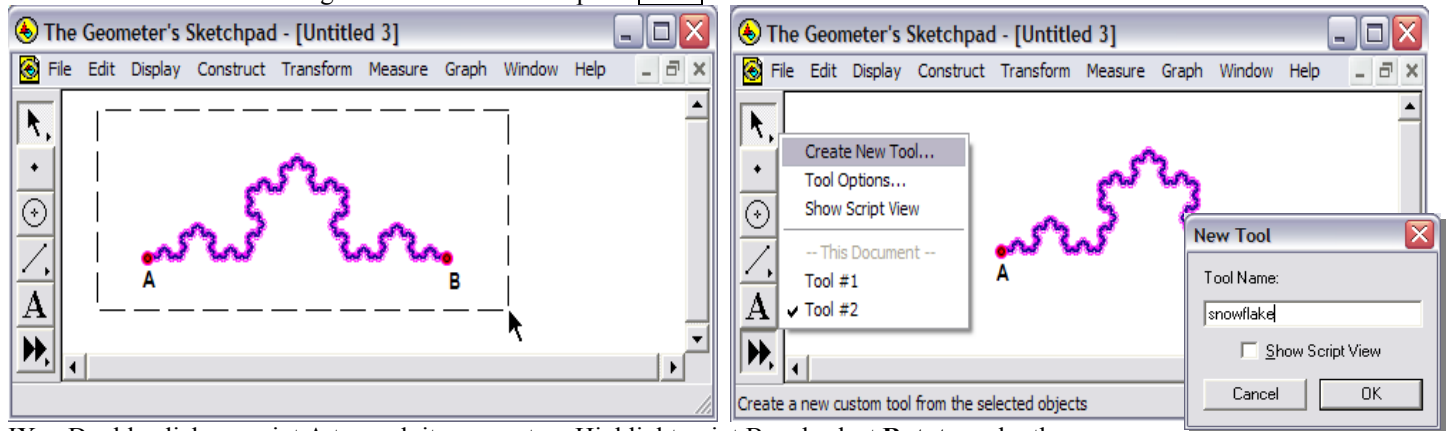 The Geometer's Sketchpad - [Untitled 3]
File Edit Display Construct Transform Measure Graph Window Help
A
B
A
The Geometer's Sketchpad - [Untitled 3]
File Edit Display Construct Transform Measure Graph Window Help
Create New Tool...
Tool Options...
Show Script View
-- This Document --
Tool #1
Tool #2
A
A
New Tool
Tool Name:
snowflake
Show Script View
Cancel OK
Create a new custom tool from the selected objects